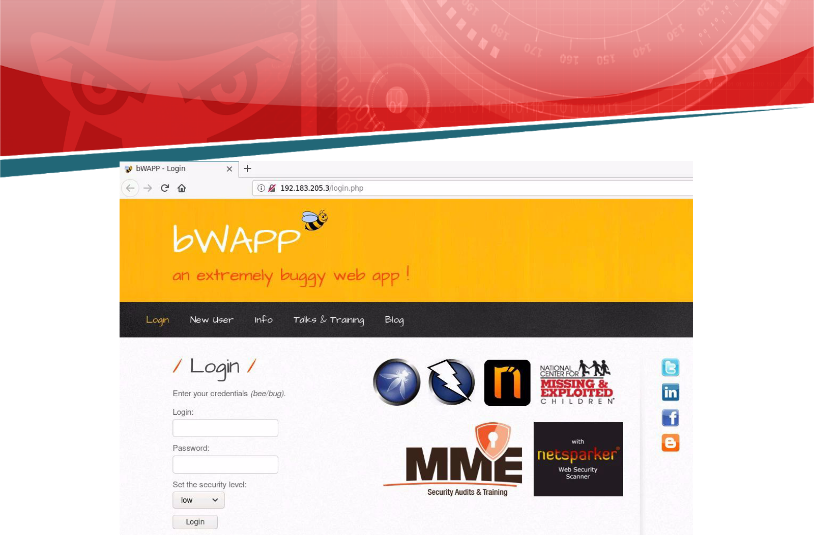 bWAPP - Login
192.183.205.3/login.php
bWAPP
an extremely buggy web app !
Login New User Info Talks & Training Blog
/ Login /
Enter your credentials (bee/bug).
Login:
Password:
Set the security level:
low
Login
NATIONAL
CENTER FOR
MISSING &
EXPLOITED
CHILDREN
MME
Security Audits & Training
with
netsparker
Web Security
Scanner